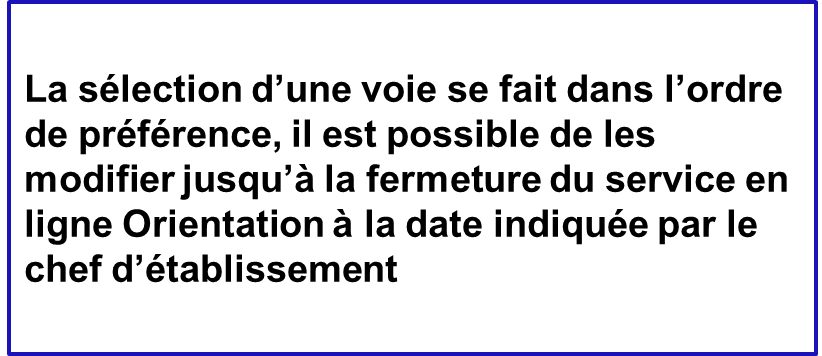 La sélection d’une voie se fait dans l’ordre
de préférence, il est possible de les
modifier jusqu’à la fermeture du service en
ligne Orientation à la date indiquée par le
chef d’établissement